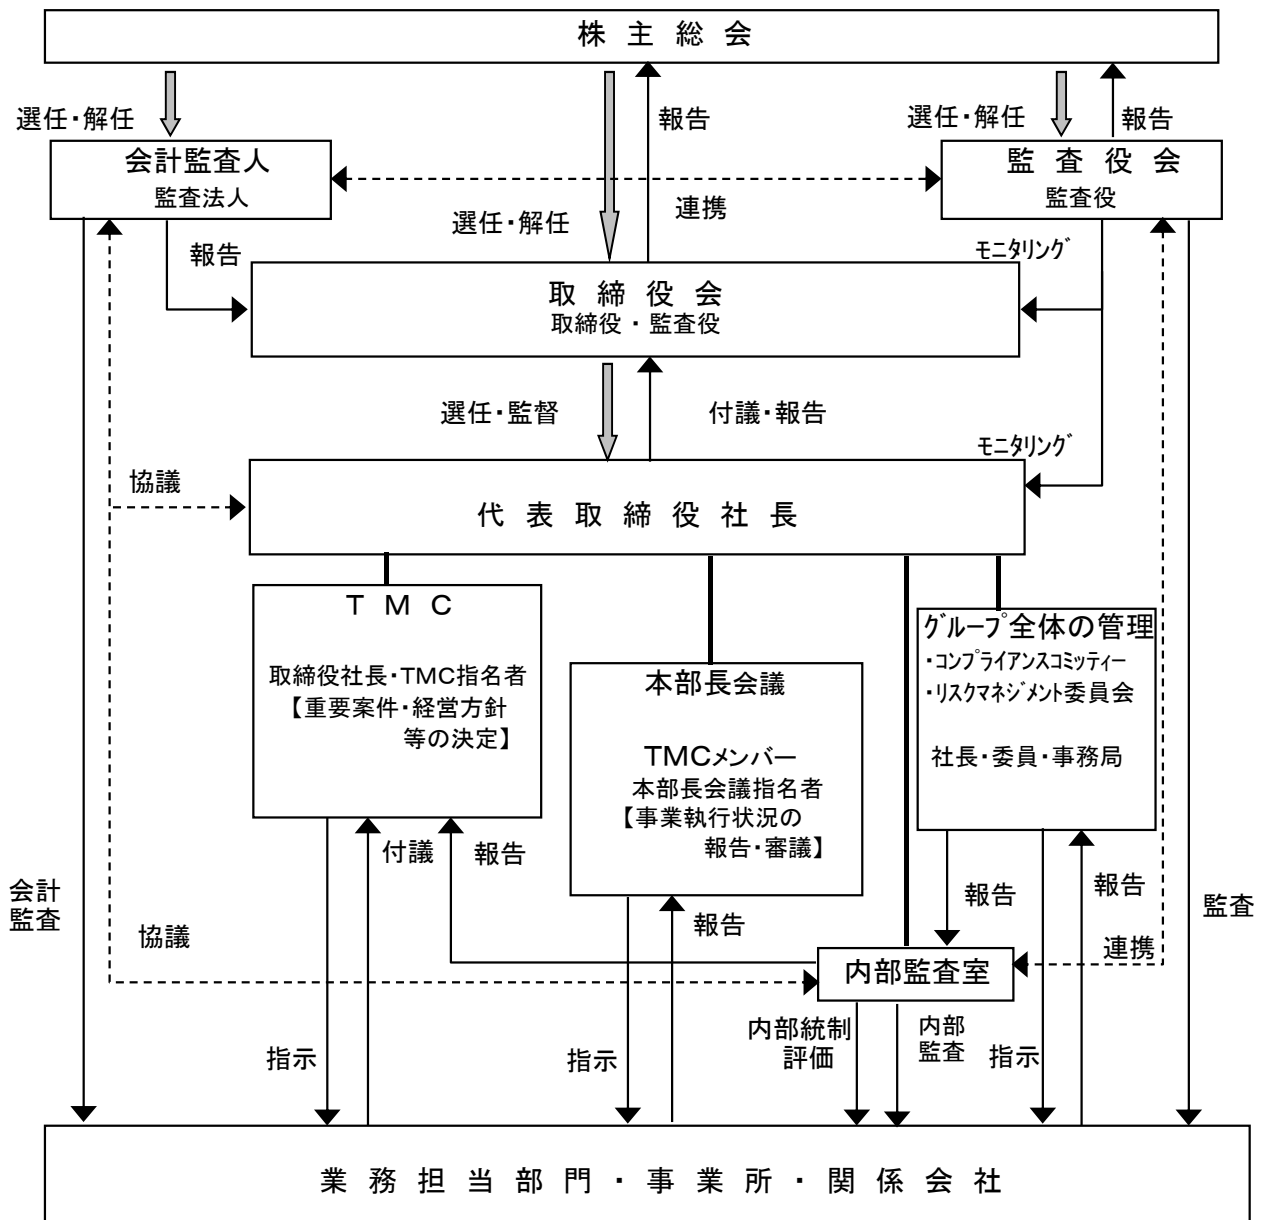 株主総会
選任・解任
報告
選任・解任
報告
会計監査人
監査法人
監査役会
監査役
連携
選任・解任
報告
モニタリング
取締役会
取締役・監査役
選任・監督
付議・報告
モニタリング
協議
代表取締役社長
TMC
取締役社長・TMC指名者
【重要案件・経営方針
等の決定】
本部長会議
TMCメンバー
本部長会議指名者
【事業執行状況の
報告・審議】
グループ全体の管理
・コンプライアンスコミッティー
・リスクマネジメント委員会
社長・委員・事務局
付議
報告
会計
監査
報告
報告
監査
協議
報告
連携
内部監査室
指示
指示
内部統制
評価
内部
監査
指示
業務担当部門・事業所・関係会社